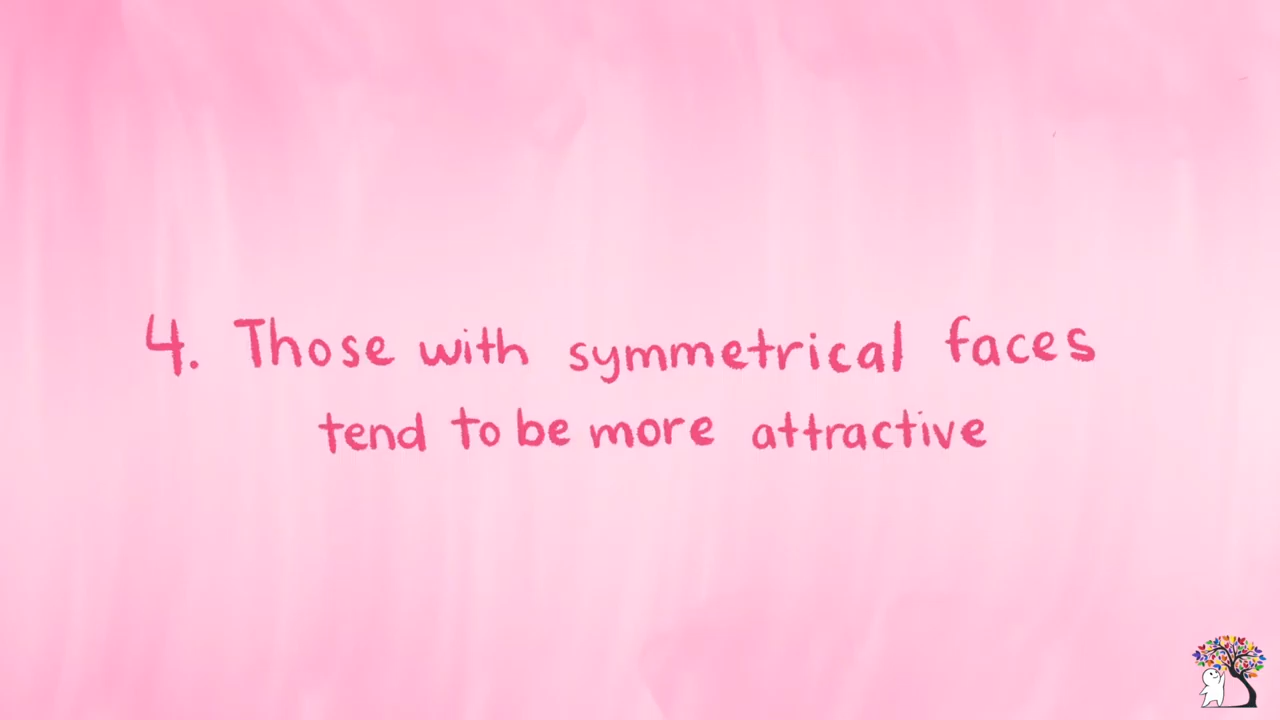 4. Those with symmetrical faces
tend to be more attractive